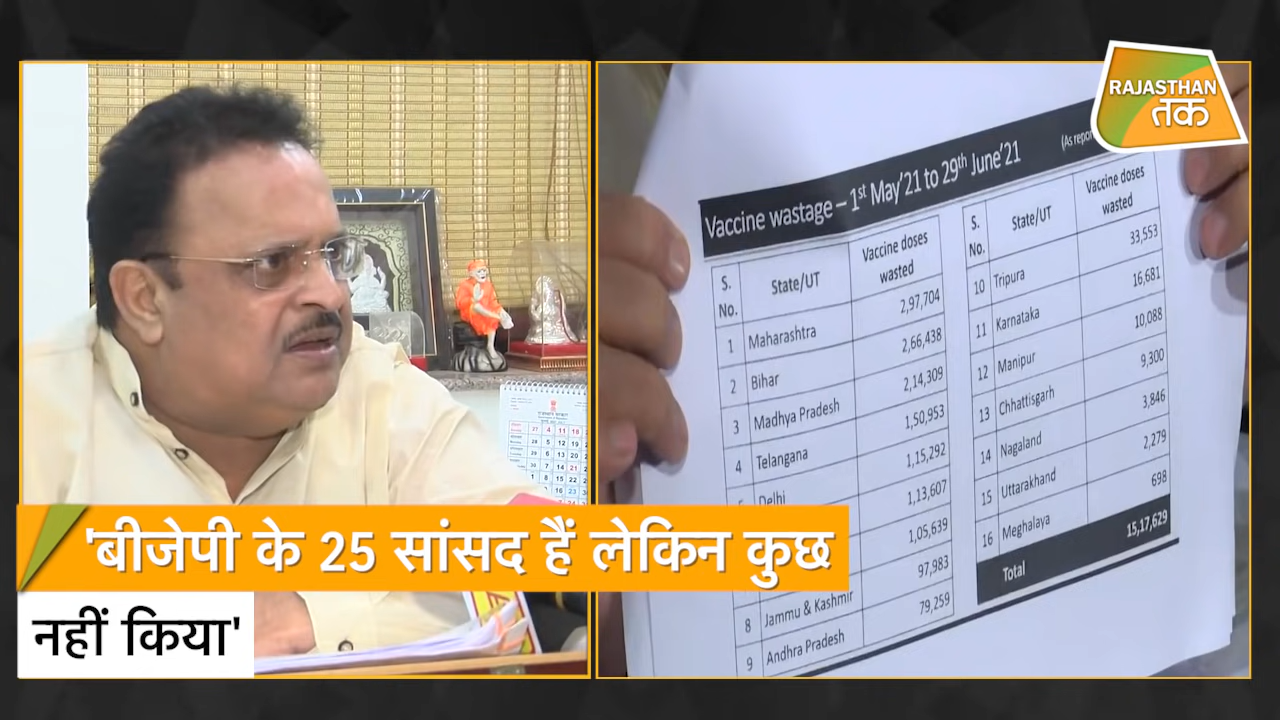 RAJASTHAN
तक
Vaccine wastage – 1st May'21 to 29th June'21
S. No. State/UT Vaccine doses wasted
1 Maharashtra 2,97,704
2 Bihar 2,66,438
3 Madhya Pradesh 2,14,309
4 Telangana 1,50,953
Delhi 1,15,292
1,13,607
1,05,639
8 Jammu & Kashmir 97,983
9 Andhra Pradesh 79,259
S. No. State/UT Vaccine doses wasted
10 Tripura 33,553
11 Karnataka 16,681
12 Manipur 10,088
13 Chhattisgarh 9,300
14 Nagaland 3,846
15 Uttarakhand 2,279
16 Meghalaya 698
Total 15,17,629
'बीजेपी के 25 सांसद हैं लेकिन कुछ
नहीं किया'